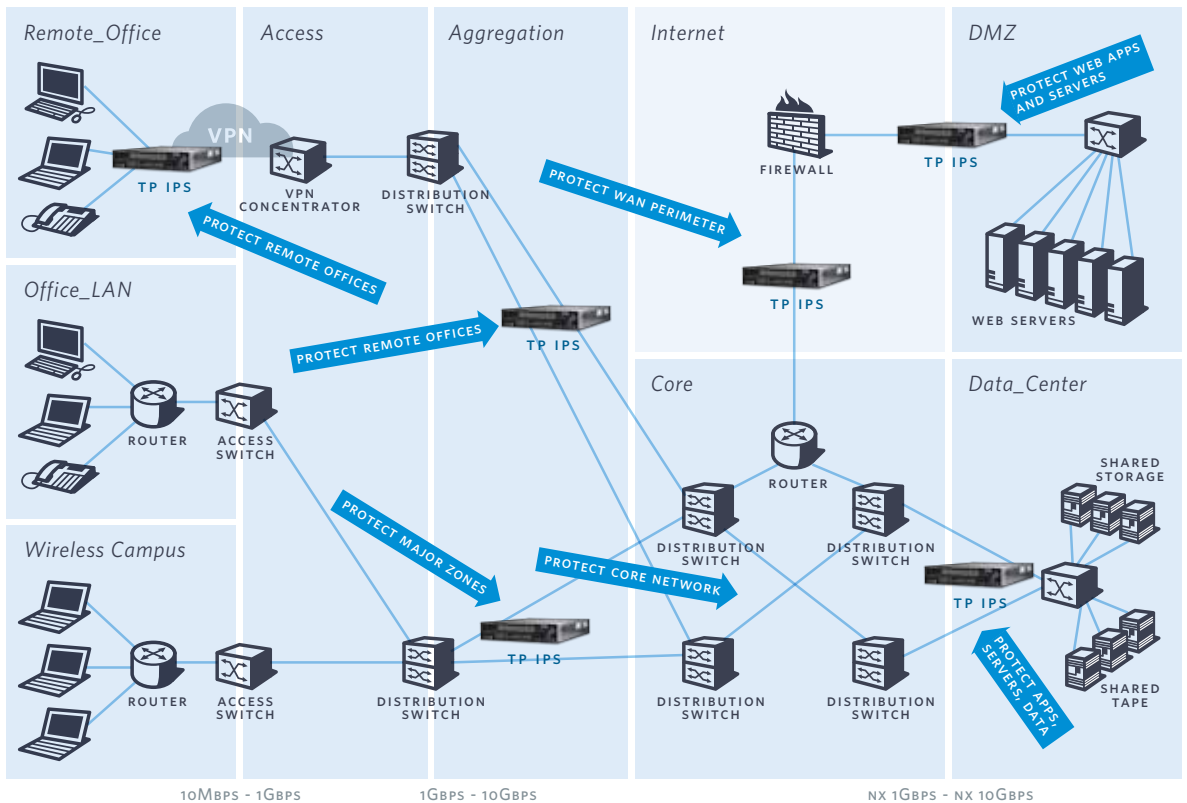 Remote_Office
Access
Aggregation
Internet
DMZ
VPN
TP IPS
VPN
CONCENTRATOR
DISTRIBUTION
SWITCH
PROTECT REMOTE OFFICES
PROTECT WAN PERIMETER
FIREWALL
TP IPS
PROTECT WEB APPS
AND SERVERS
TP IPS
WEB SERVERS
Office_LAN
PROTECT REMOTE OFFICES
TP IPS
ROUTER
ACCESS
SWITCH
Core
Data_Center
ROUTER
SHARED
STORAGE
PROTECT MAJOR ZONES
PROTECT CORE NETWORK
DISTRIBUTION
SWITCH
DISTRIBUTION
SWITCH
TP IPS
Wireless Campus
ROUTER
ACCESS
SWITCH
DISTRIBUTION
SWITCH
TP IPS
DISTRIBUTION
SWITCH
DISTRIBUTION
SWITCH
PROTECT APPS,
SERVERS, DATA
SHARED
TAPE
10MBPS - 1GBPS
1GBPS - 10GBPS
NX 1GBPS - NX 10GBPS